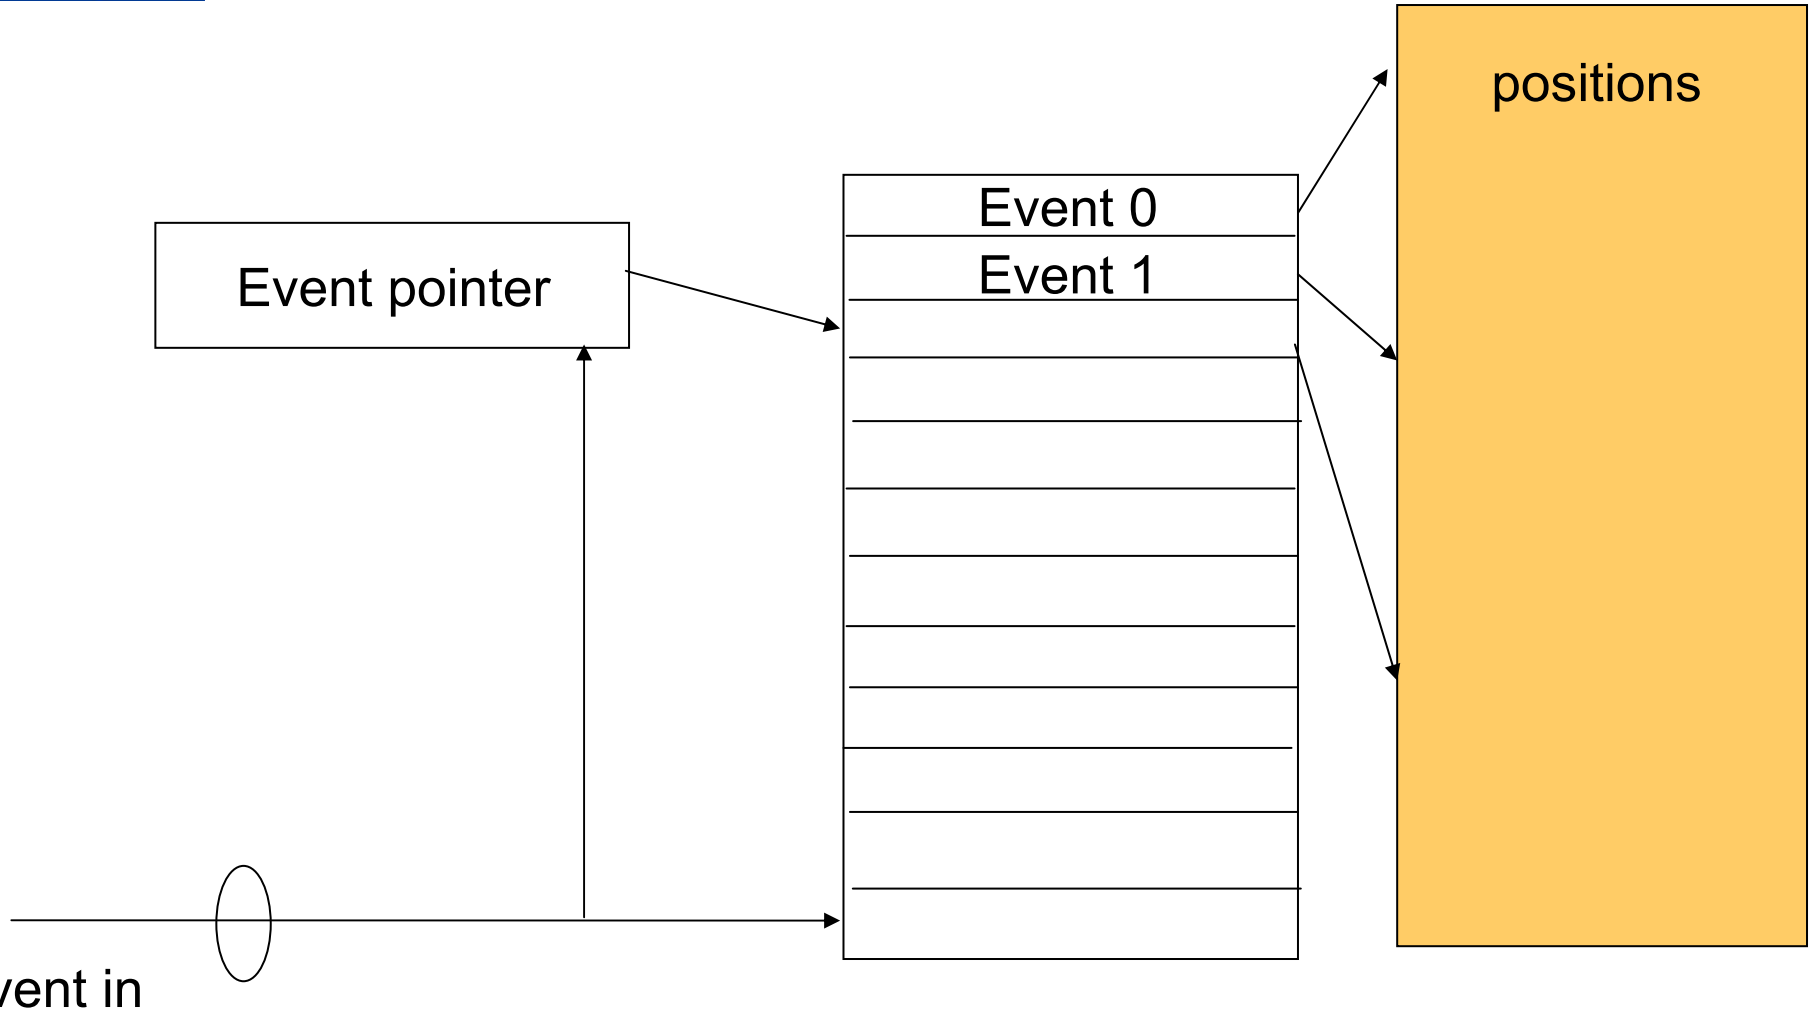 positions
Event 0
Event 1
Event pointer
vent in